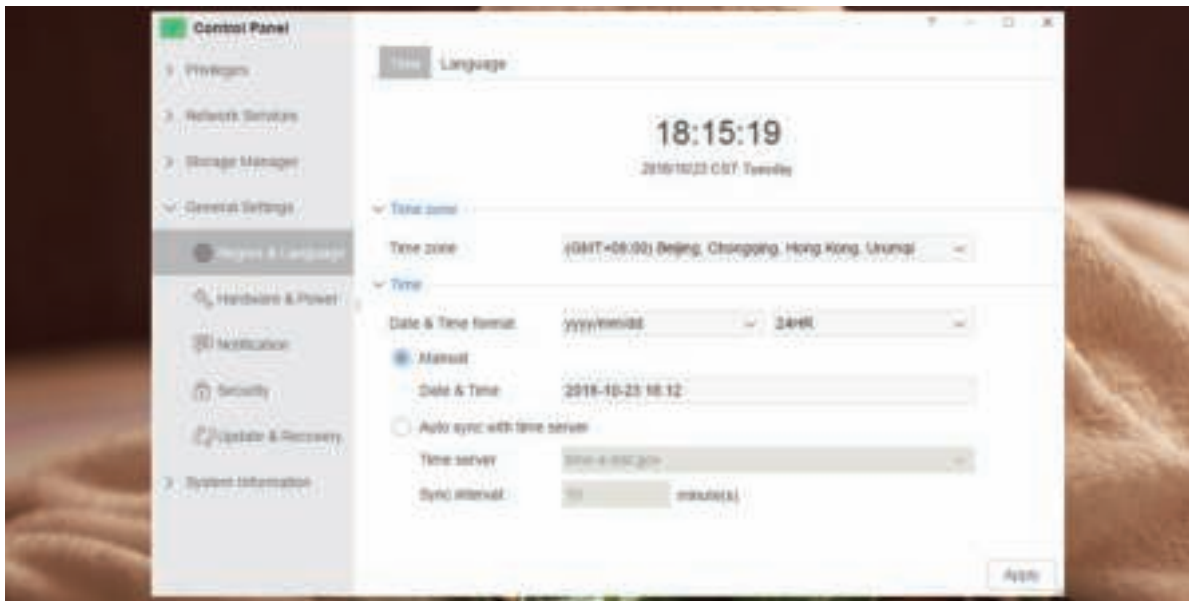 Control Panel
Privileges
Network Services
Storage Manager
General Settings
Region & Language
Hardware & Power
Notification
Security
Update & Recovery
System Information
Time Language
18:15:19
2018/10/23 CST Tuesday
Time zone
Time zone (GMT+08:00) Beijing, Chongqing, Hong Kong, Urumqi
Time
Date & Time format yyyy/mm/dd 24HR
Manual
Date & Time 2018-10-23 18:12
Auto sync with time server
Time server
Sync interval minute(s)
Apply